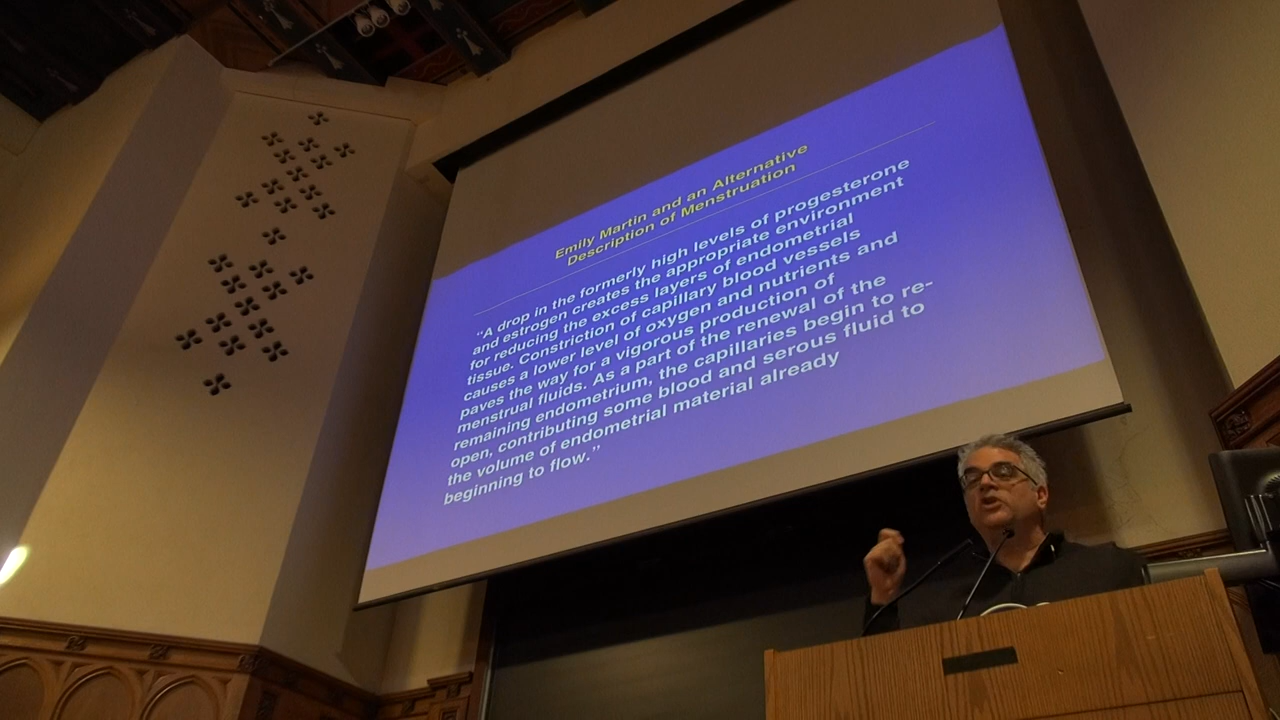 Emily Martin and an Alternative
Description of Menstruation
“A drop in the formerly high levels of progesterone
and estrogen creates the appropriate environment
for reducing the excess layers of endometrial
tissue. Constriction of capillary blood vessels
causes a lower level of oxygen and nutrients and
paves the way for a vigorous production of
menstrual fluids. As a part of the renewal of the
remaining endometrium, the capillaries begin to re-
open, contributing some blood and serous fluid to
the volume of endometrial material already
beginning to flow.”